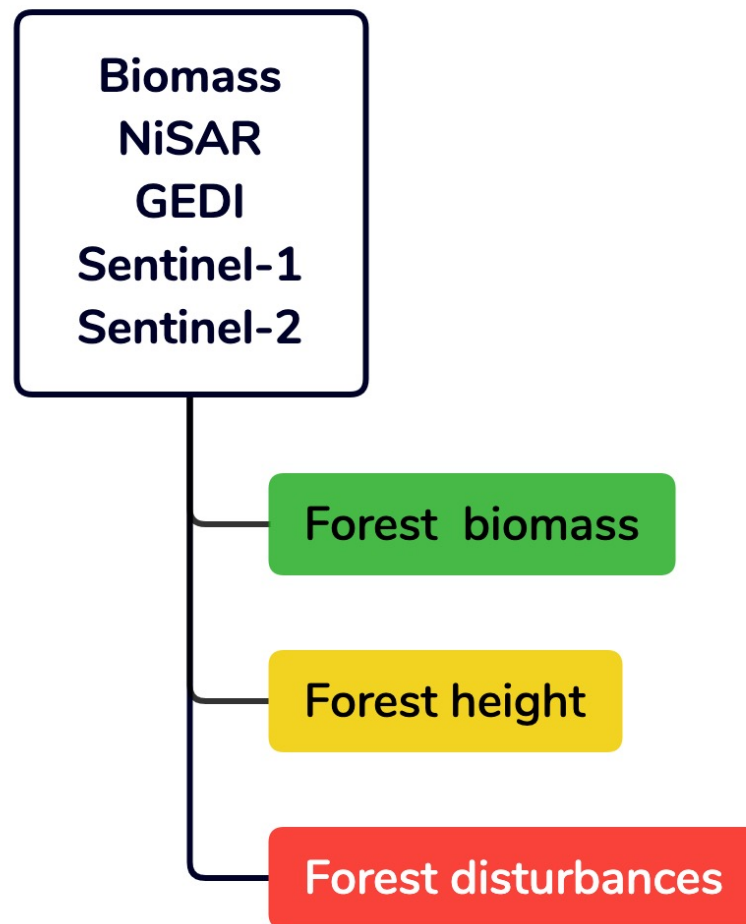 Biomass
NiSAR
GEDI
Sentinel-1
Sentinel-2
Forest  biomass
Forest height
Forest disturbances